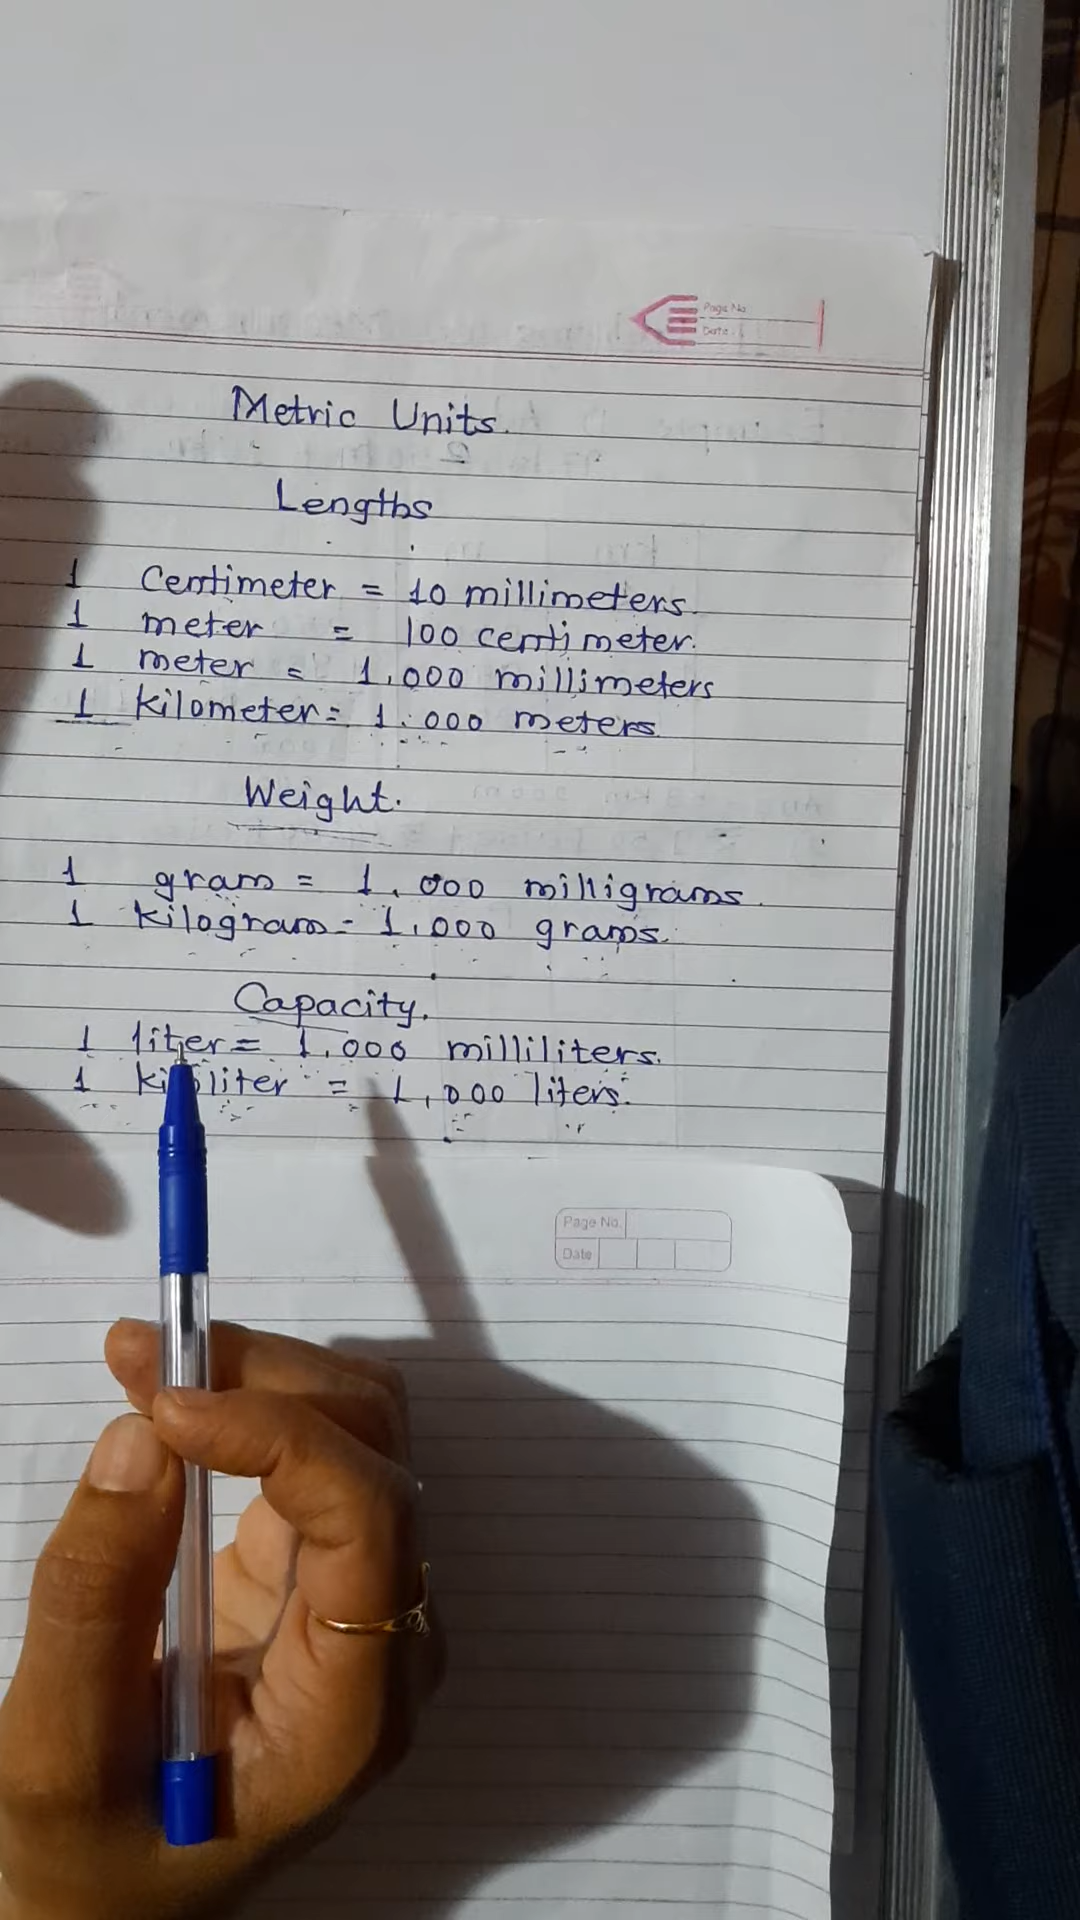 Page No
Date
Metric Units.
Lengths
1 Centimeter = 10 millimeters.
1 meter = 100 centimeter.
1 meter = 1,000 millimeters
1 kilometer = 1.000 meters.
Weight.
1 gram = 1,000 milligrams.
1 kilogram = 1,000 grams.
Capacity.
1 liter = 1,000 milliliters.
1 kiloliter = 1,000 liters.
Page No.
Date